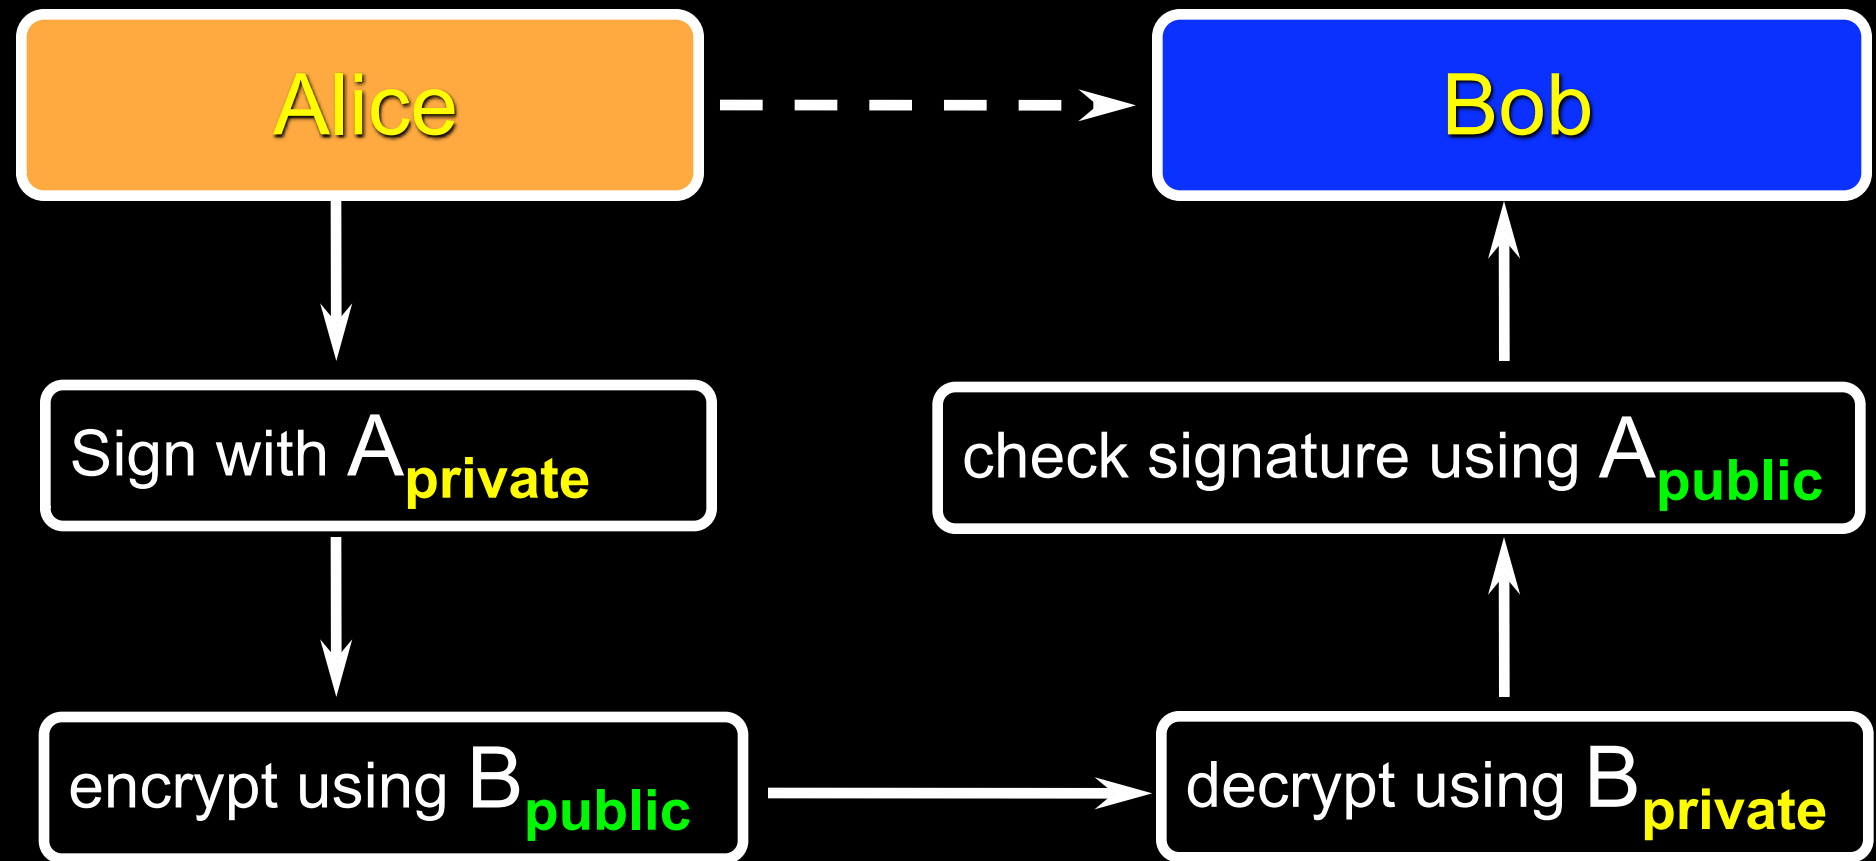 Alice
Bob
Sign with Aprivate
check signature using Apublic
encrypt using Bpublic
decrypt using Bprivate